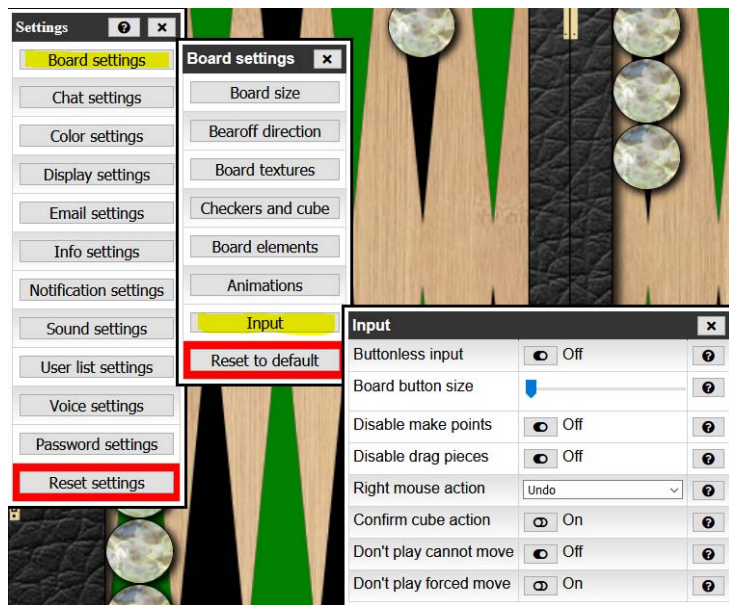 Settings
Board settings
Chat settings
Color settings
Display settings
Email settings
Info settings
Notification settings
Sound settings
User list settings
Voice settings
Password settings
Reset settings
Board settings
Board size
Bearoff direction
Board textures
Checkers and cube
Board elements
Animations
Input
Reset to default
Input
Buttonless input Off
Board button size
Disable make points Off
Disable drag pieces Off
Right mouse action Undo
Confirm cube action On
Don't play cannot move Off
Don't play forced move On